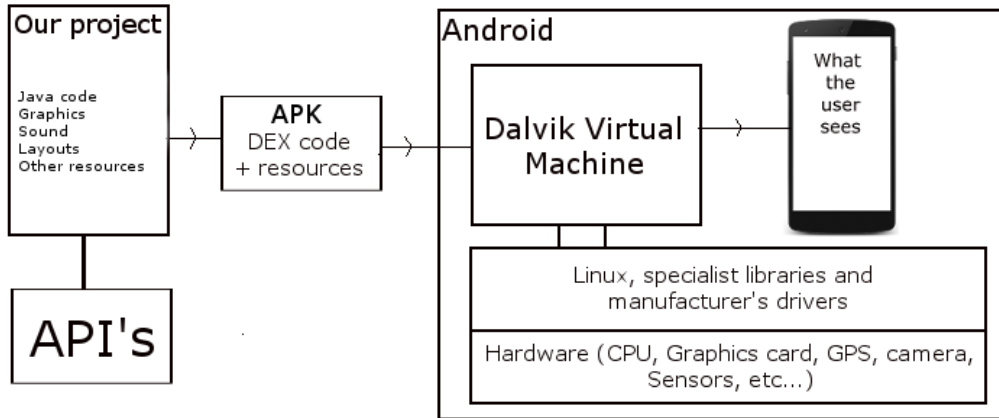 Our project
Java code
Graphics
Sound
Layouts
Other resources
API's
APK
DEX code
+ resources
Android
Dalvik Virtual
Machine
What
the
user
sees
Linux, specialist libraries and
manufacturer's drivers
Hardware (CPU, Graphics card, GPS, camera,
Sensors, etc...)